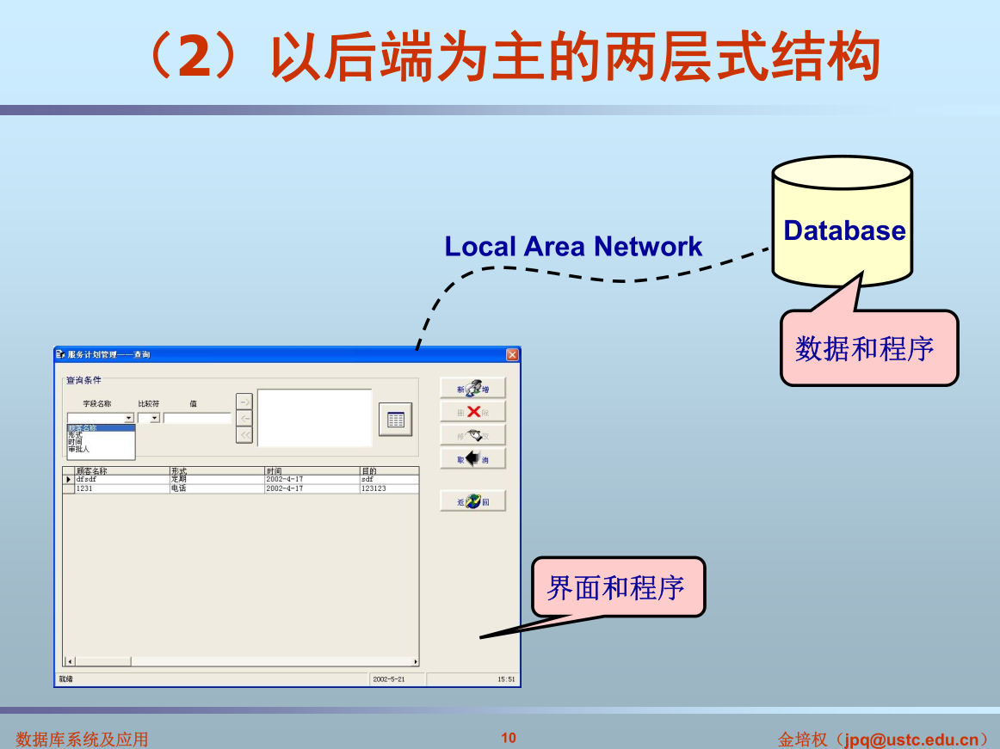 （2）以后端为主的两层式结构
Local Area Network
Database
数据和程序
服务计划管理——查询
查询条件
字段名称 比较符 值
顾客名称
形式
时间
审批人
新增
删除
修改
取消
返回
顾客名称 形式 时间 目的
dfsdf 定期 2002-4-17 sdf
1231 电话 2002-4-17 123123
界面和程序
就绪 2002-5-21 15:51
数据库系统及应用 10 金培权（jpq@ustc.edu.cn）